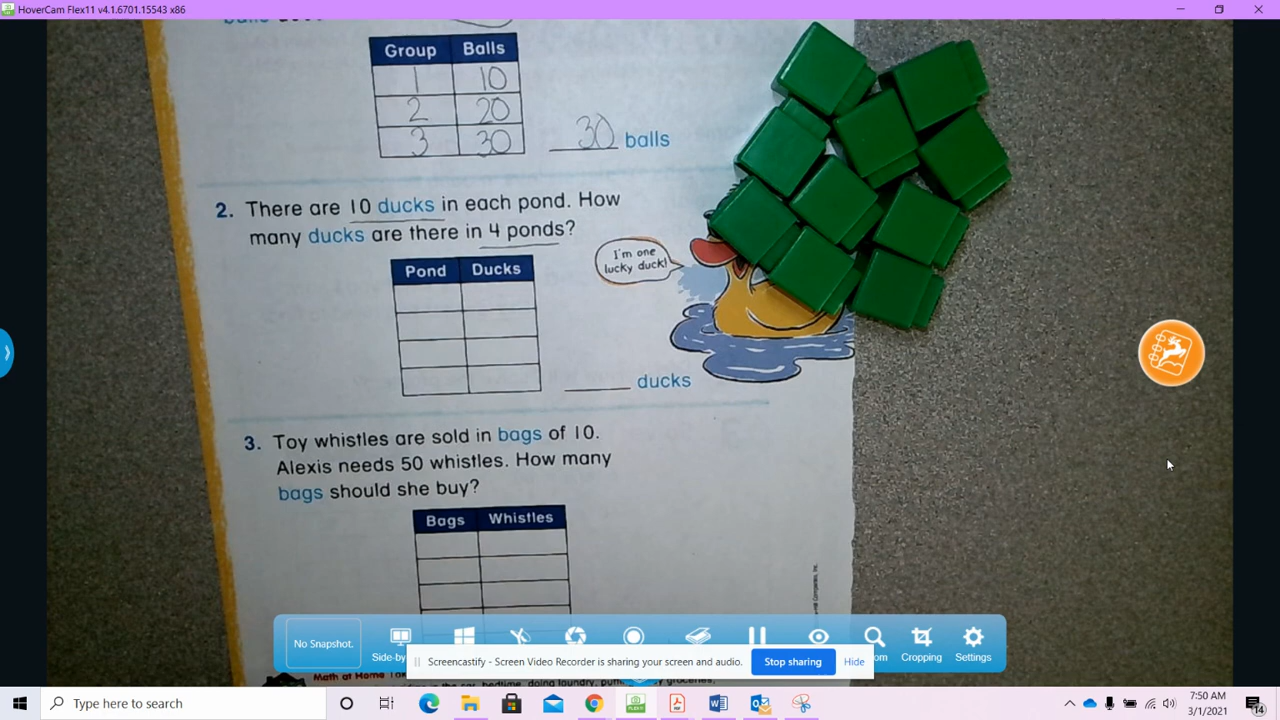 HoverCam Flex11 v4.1.6701.15543 x86
Group Balls
1 10
2 20
3 30
30 balls
2. There are 10 ducks in each pond. How
many ducks are there in 4 ponds?
I'm one
lucky duck!
Pond Ducks
ducks
3. Toy whistles are sold in bags of 10.
Alexis needs 50 whistles. How many
bags should she buy?
Bags Whistles
No Snapshot.
Cropping
Settings
Screencastify - Screen Video Recorder is sharing your screen and audio.
Stop sharing
Hide
Math at Home
Type here to search
7:50 AM
3/1/2021
14